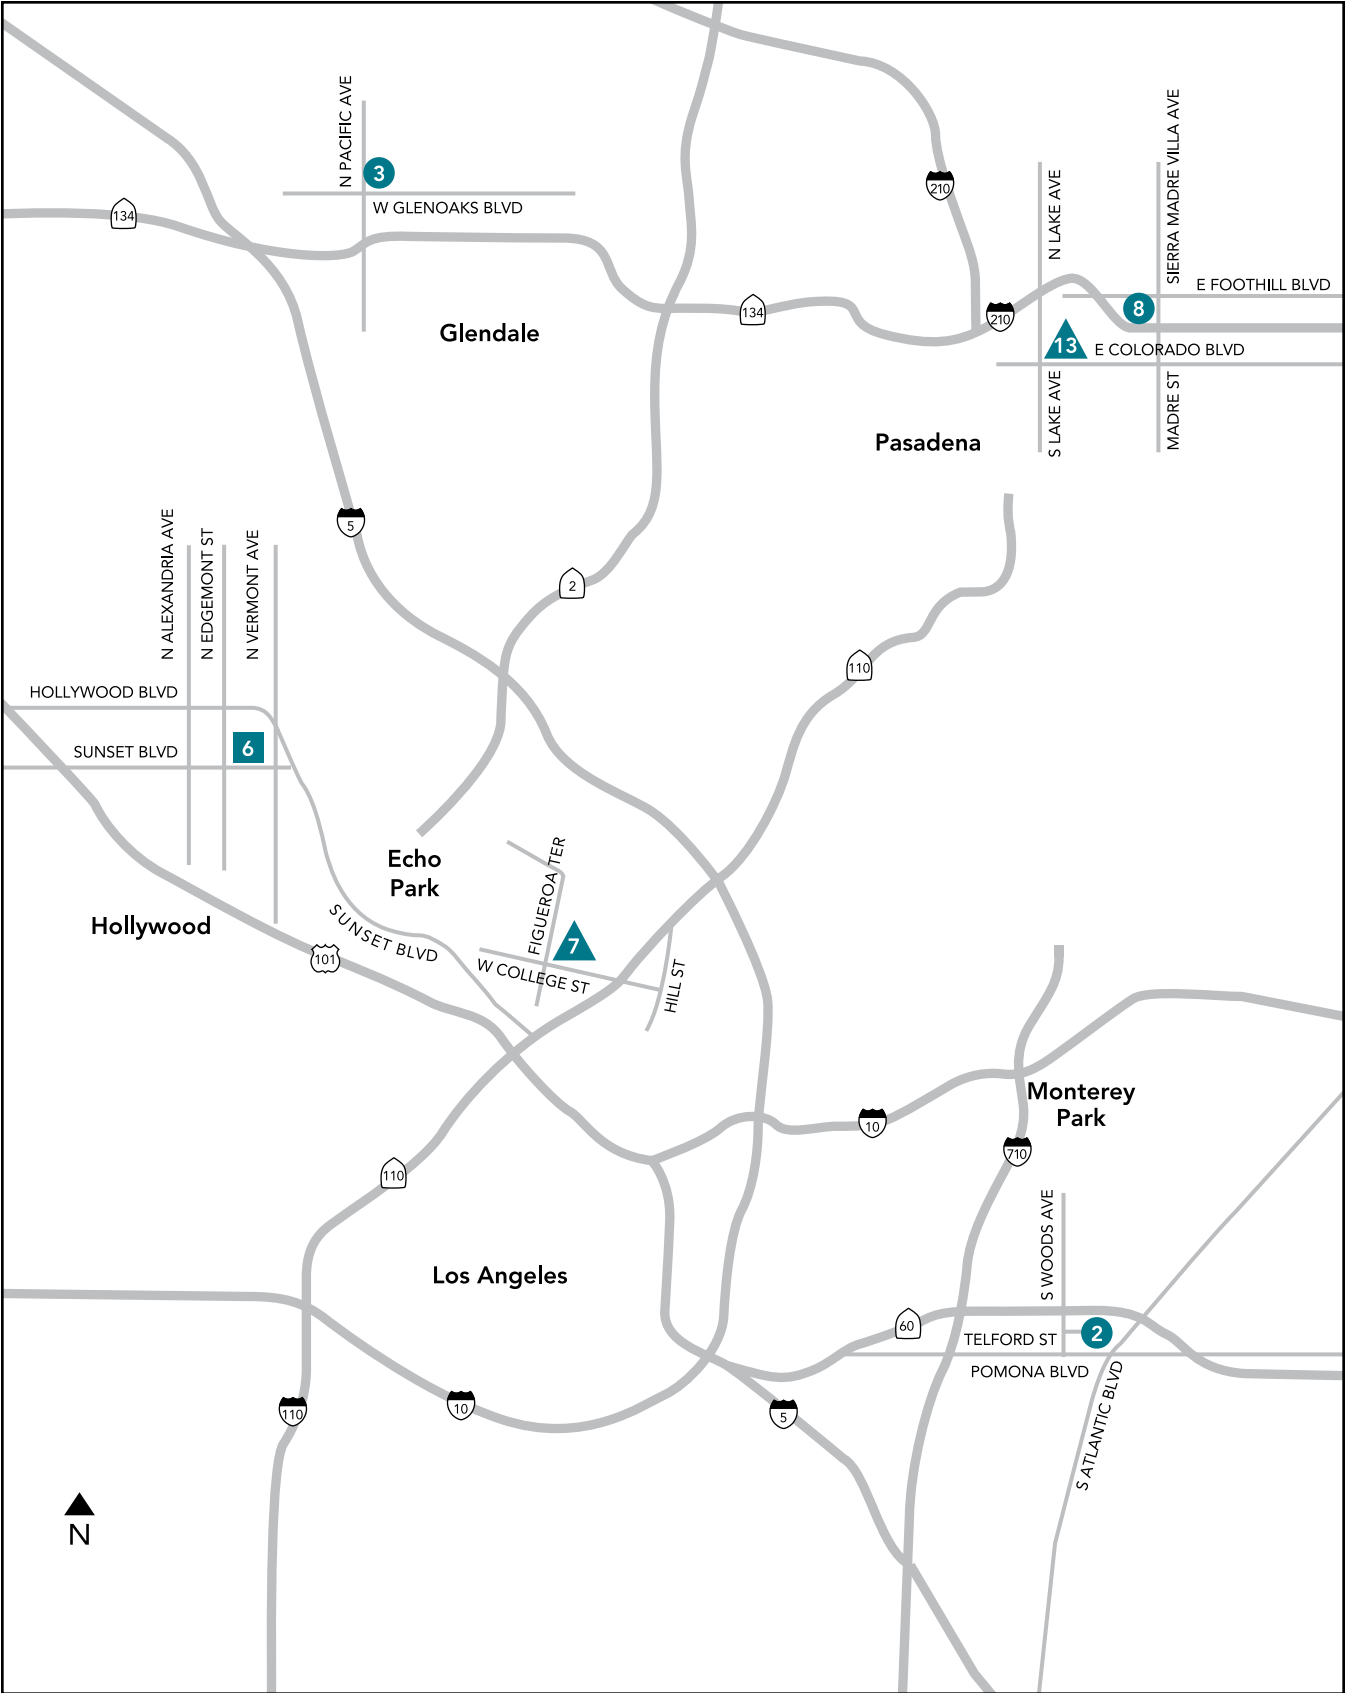 N PACIFIC AVE
3
W GLENOAKS BLVD
134
Glendale
134
210
210
N LAKE AVE
SIERRA MADRE VILLA AVE
E FOOTHILL BLVD
8
13
E COLORADO BLVD
S LAKE AVE
MADRE ST
Pasadena
5
2
N ALEXANDRIA AVE
N EDGEMONT ST
N VERMONT AVE
HOLLYWOOD BLVD
SUNSET BLVD
6
110
Echo
Park
Hollywood
SUNSET BLVD
101
FIGUEROA TER
7
W COLLEGE ST
HILL ST
Monterey
Park
10
710
110
Los Angeles
S WOODS AVE
60
TELFORD ST
2
POMONA BLVD
S ATLANTIC BLVD
110
10
5
N